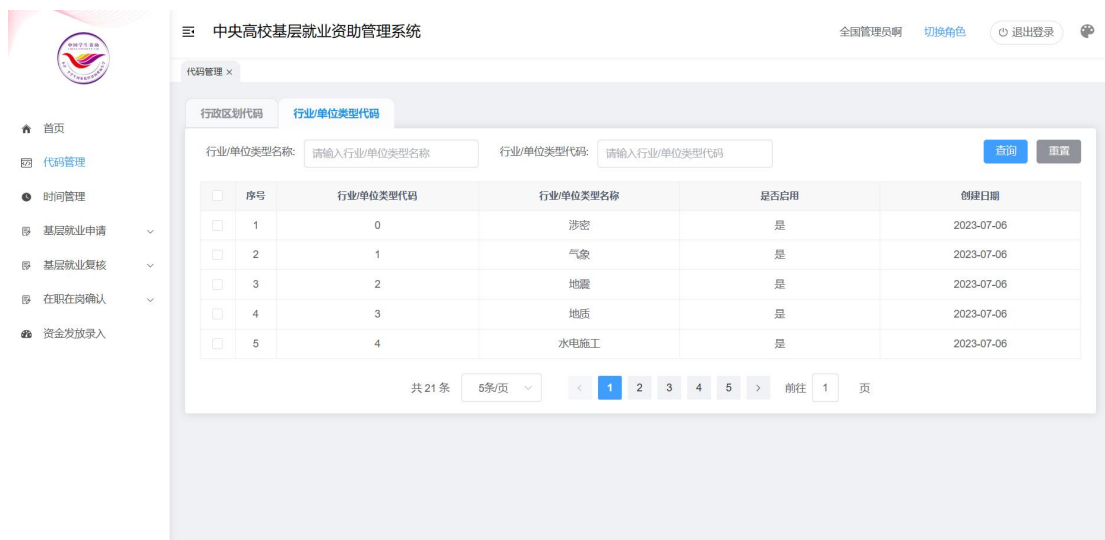 中央高校基层就业资助管理系统
全国管理员啊 切换角色 退出登录
代码管理 ×
行政区划代码 行业/单位类型代码
首页
代码管理
时间管理
基层就业申请
基层就业复核
在职在岗确认
资金发放录入
行业/单位类型名称: 请输入行业/单位类型名称 行业/单位类型代码: 请输入行业/单位类型代码 查询 重置
序号 行业/单位类型代码 行业/单位类型名称 是否启用 创建日期
1 0 涉密 是 2023-07-06
2 1 气象 是 2023-07-06
3 2 地震 是 2023-07-06
4 3 地质 是 2023-07-06
5 4 水电施工 是 2023-07-06
共 21 条 5条/页 < 1 2 3 4 5 > 前往 1 页